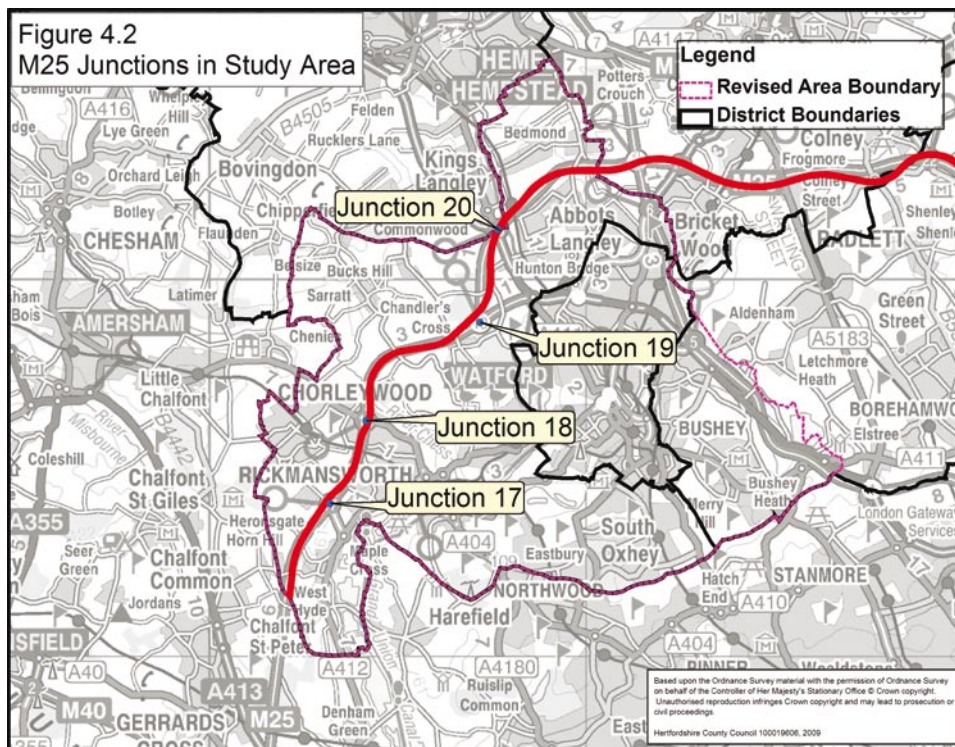 Figure 4.2
M25 Junctions in Study Area
Legend
Revised Area Boundary
District Boundaries
A416
Hill
Lye Green
Orchard Leigh
Botley
CHESHAM
Bovingdon
B4505
Felden
Rucklers Lane
Flaunden
Latimer
AMERSHAM
Bois
HEMEL
HEMPSTEAD
A4147
Potters
Crouch
Bedmond
Kings
Langley
Junction 20
Commonwood
Abbots
Langley
Bricket
Wood
Colney
Frogmore
Street
Shenley
RADLETT
Belsize
Bucks Hill
Sarratt
Hunton Bridge
Chandler's
Cross
Chenies
Aldenham
Green
Street
A5183
Letchmore
Heath
Junction 19
WATFORD
Little
Chalfont
CHORLEYWOOD
Junction 18
BUSHEY
BOREHAMWO
Elstree
A411
River
Misbourne
B4442
Coleshill
Chalfont
St Giles
RICKMANSWORTH
Junction 17
Bushey
Heath
Merry
Hill
London Gateway
Services
A355
Heronsgate
Horn Hill
Maple
Cross
A404
South
Oxhey
Eastbury
Seer
Green
Chalfont
Common
Jordans
West
Hyde
Chalfont
St Peter
Harefield
NORTHWOOD
Hatch
End
STANMORE
A410
A412
A404
A4180
Ruislip
Common
PINNER
Wealdstone
A40
M40
A413
M25
GERRARDS
CROSS
Denham
Green
Based upon the Ordnance Survey material with the permission of Ordnance Survey
on behalf of the Controller of Her Majesty's Stationary Office © Crown copyright.
Unauthorised reproduction infringes Crown copyright and may lead to prosecution or
civil proceedings.
Hertfordshire County Council 100019606, 2009